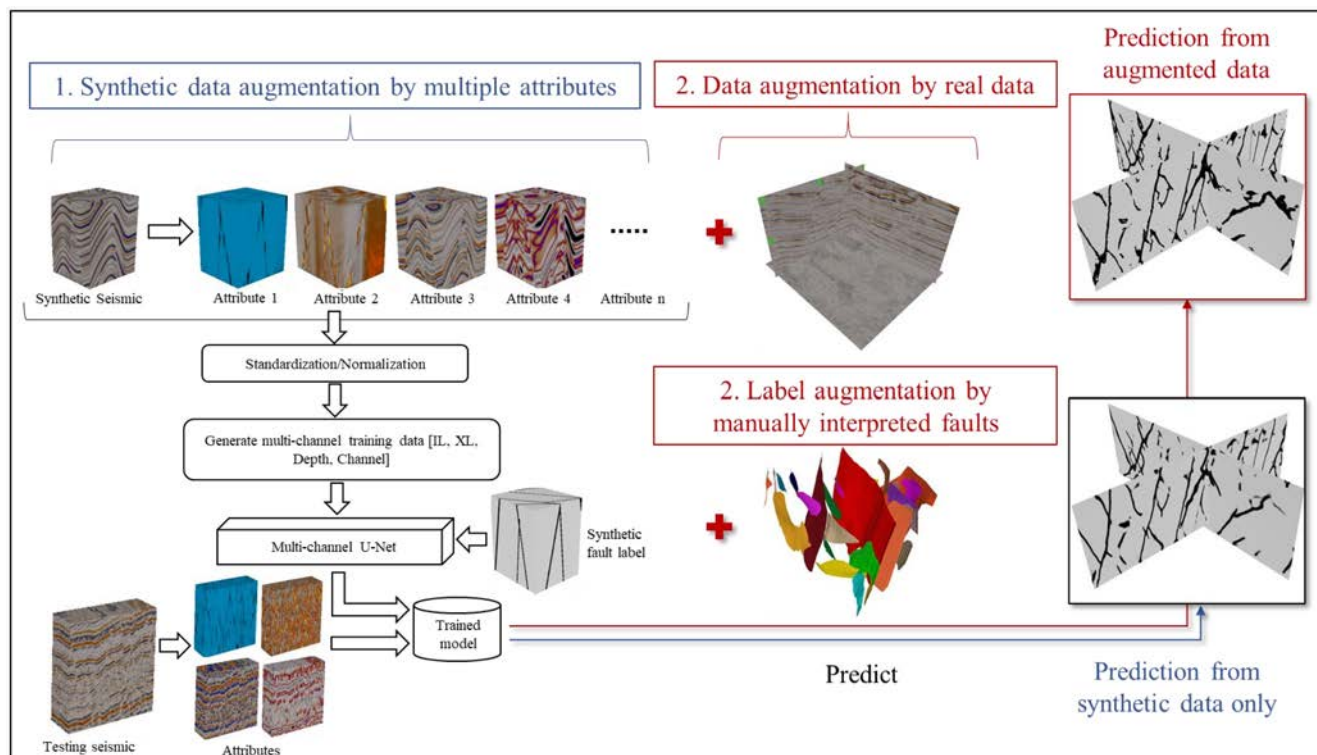 1. Synthetic data augmentation by multiple attributes
2. Data augmentation by real data
Prediction from
augmented data
Synthetic Seismic
Attribute 1
Attribute 2
Attribute 3
Attribute 4
.....
Attribute n
Standardization/Normalization
Generate multi-channel training data [IL, XL,
Depth, Channel]
Multi-channel U-Net
Synthetic
fault label
2. Label augmentation by
manually interpreted faults
Trained
model
Testing seismic
Attributes
Predict
Prediction from
synthetic data only